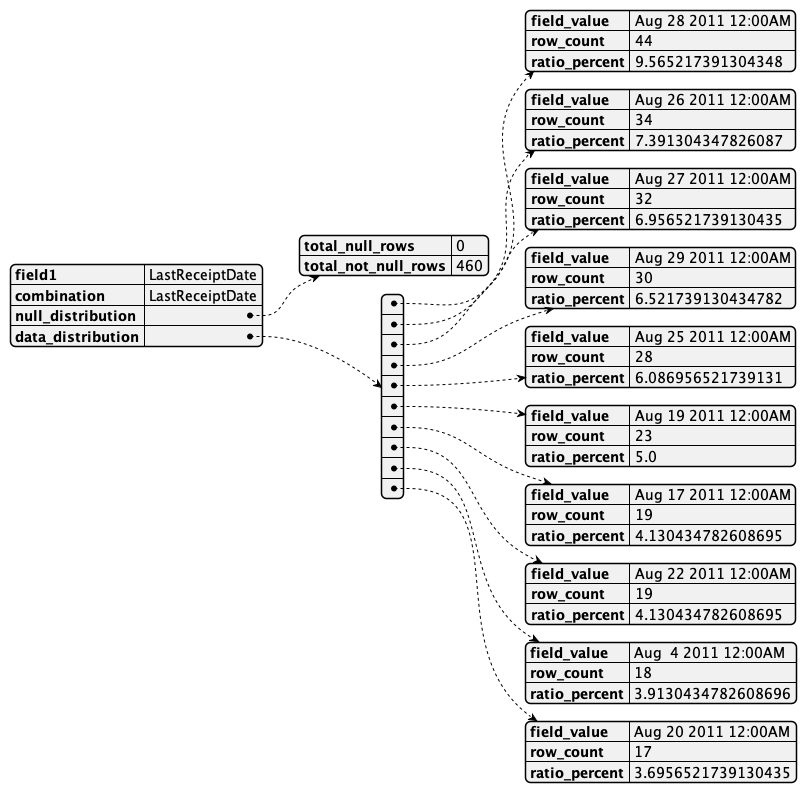 field1 LastReceiptDate
combination LastReceiptDate
null_distribution
data_distribution
total_null_rows 0
total_not_null_rows 460
field_value Aug 28 2011 12:00AM
row_count 44
ratio_percent 9.565217391304348
field_value Aug 26 2011 12:00AM
row_count 34
ratio_percent 7.391304347826087
field_value Aug 27 2011 12:00AM
row_count 32
ratio_percent 6.956521739130435
field_value Aug 29 2011 12:00AM
row_count 30
ratio_percent 6.521739130434782
field_value Aug 25 2011 12:00AM
row_count 28
ratio_percent 6.086956521739131
field_value Aug 19 2011 12:00AM
row_count 23
ratio_percent 5.0
field_value Aug 17 2011 12:00AM
row_count 19
ratio_percent 4.130434782608695
field_value Aug 22 2011 12:00AM
row_count 19
ratio_percent 4.130434782608695
field_value Aug  4 2011 12:00AM
row_count 18
ratio_percent 3.9130434782608696
field_value Aug 20 2011 12:00AM
row_count 17
ratio_percent 3.6956521739130435